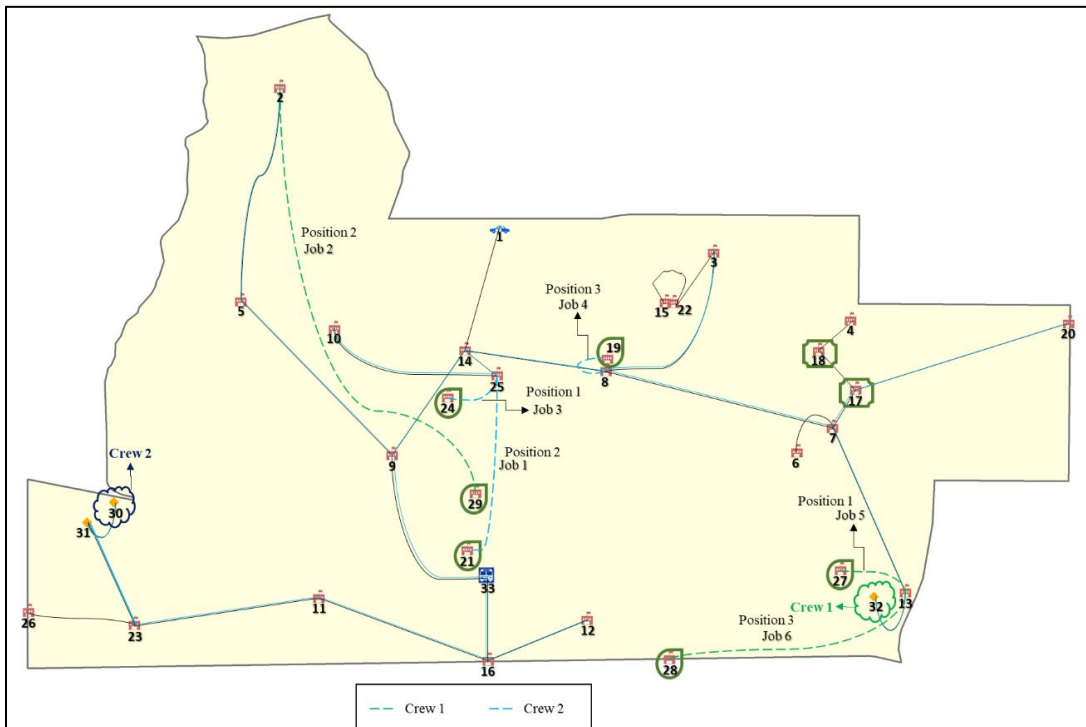 2
Position 2
Job 2
1
3
Position 3
Job 4
15
22
5
10
4
20
14
19
18
8
25
17
24
Position 1
Job 3
7
Position 2
Job 1
9
6
Crew 2
29
30
31
Position 1
Job 5
21
33
27
11
Crew 1
32
13
26
23
12
Position 3
Job 6
16
28
Crew 1
Crew 2